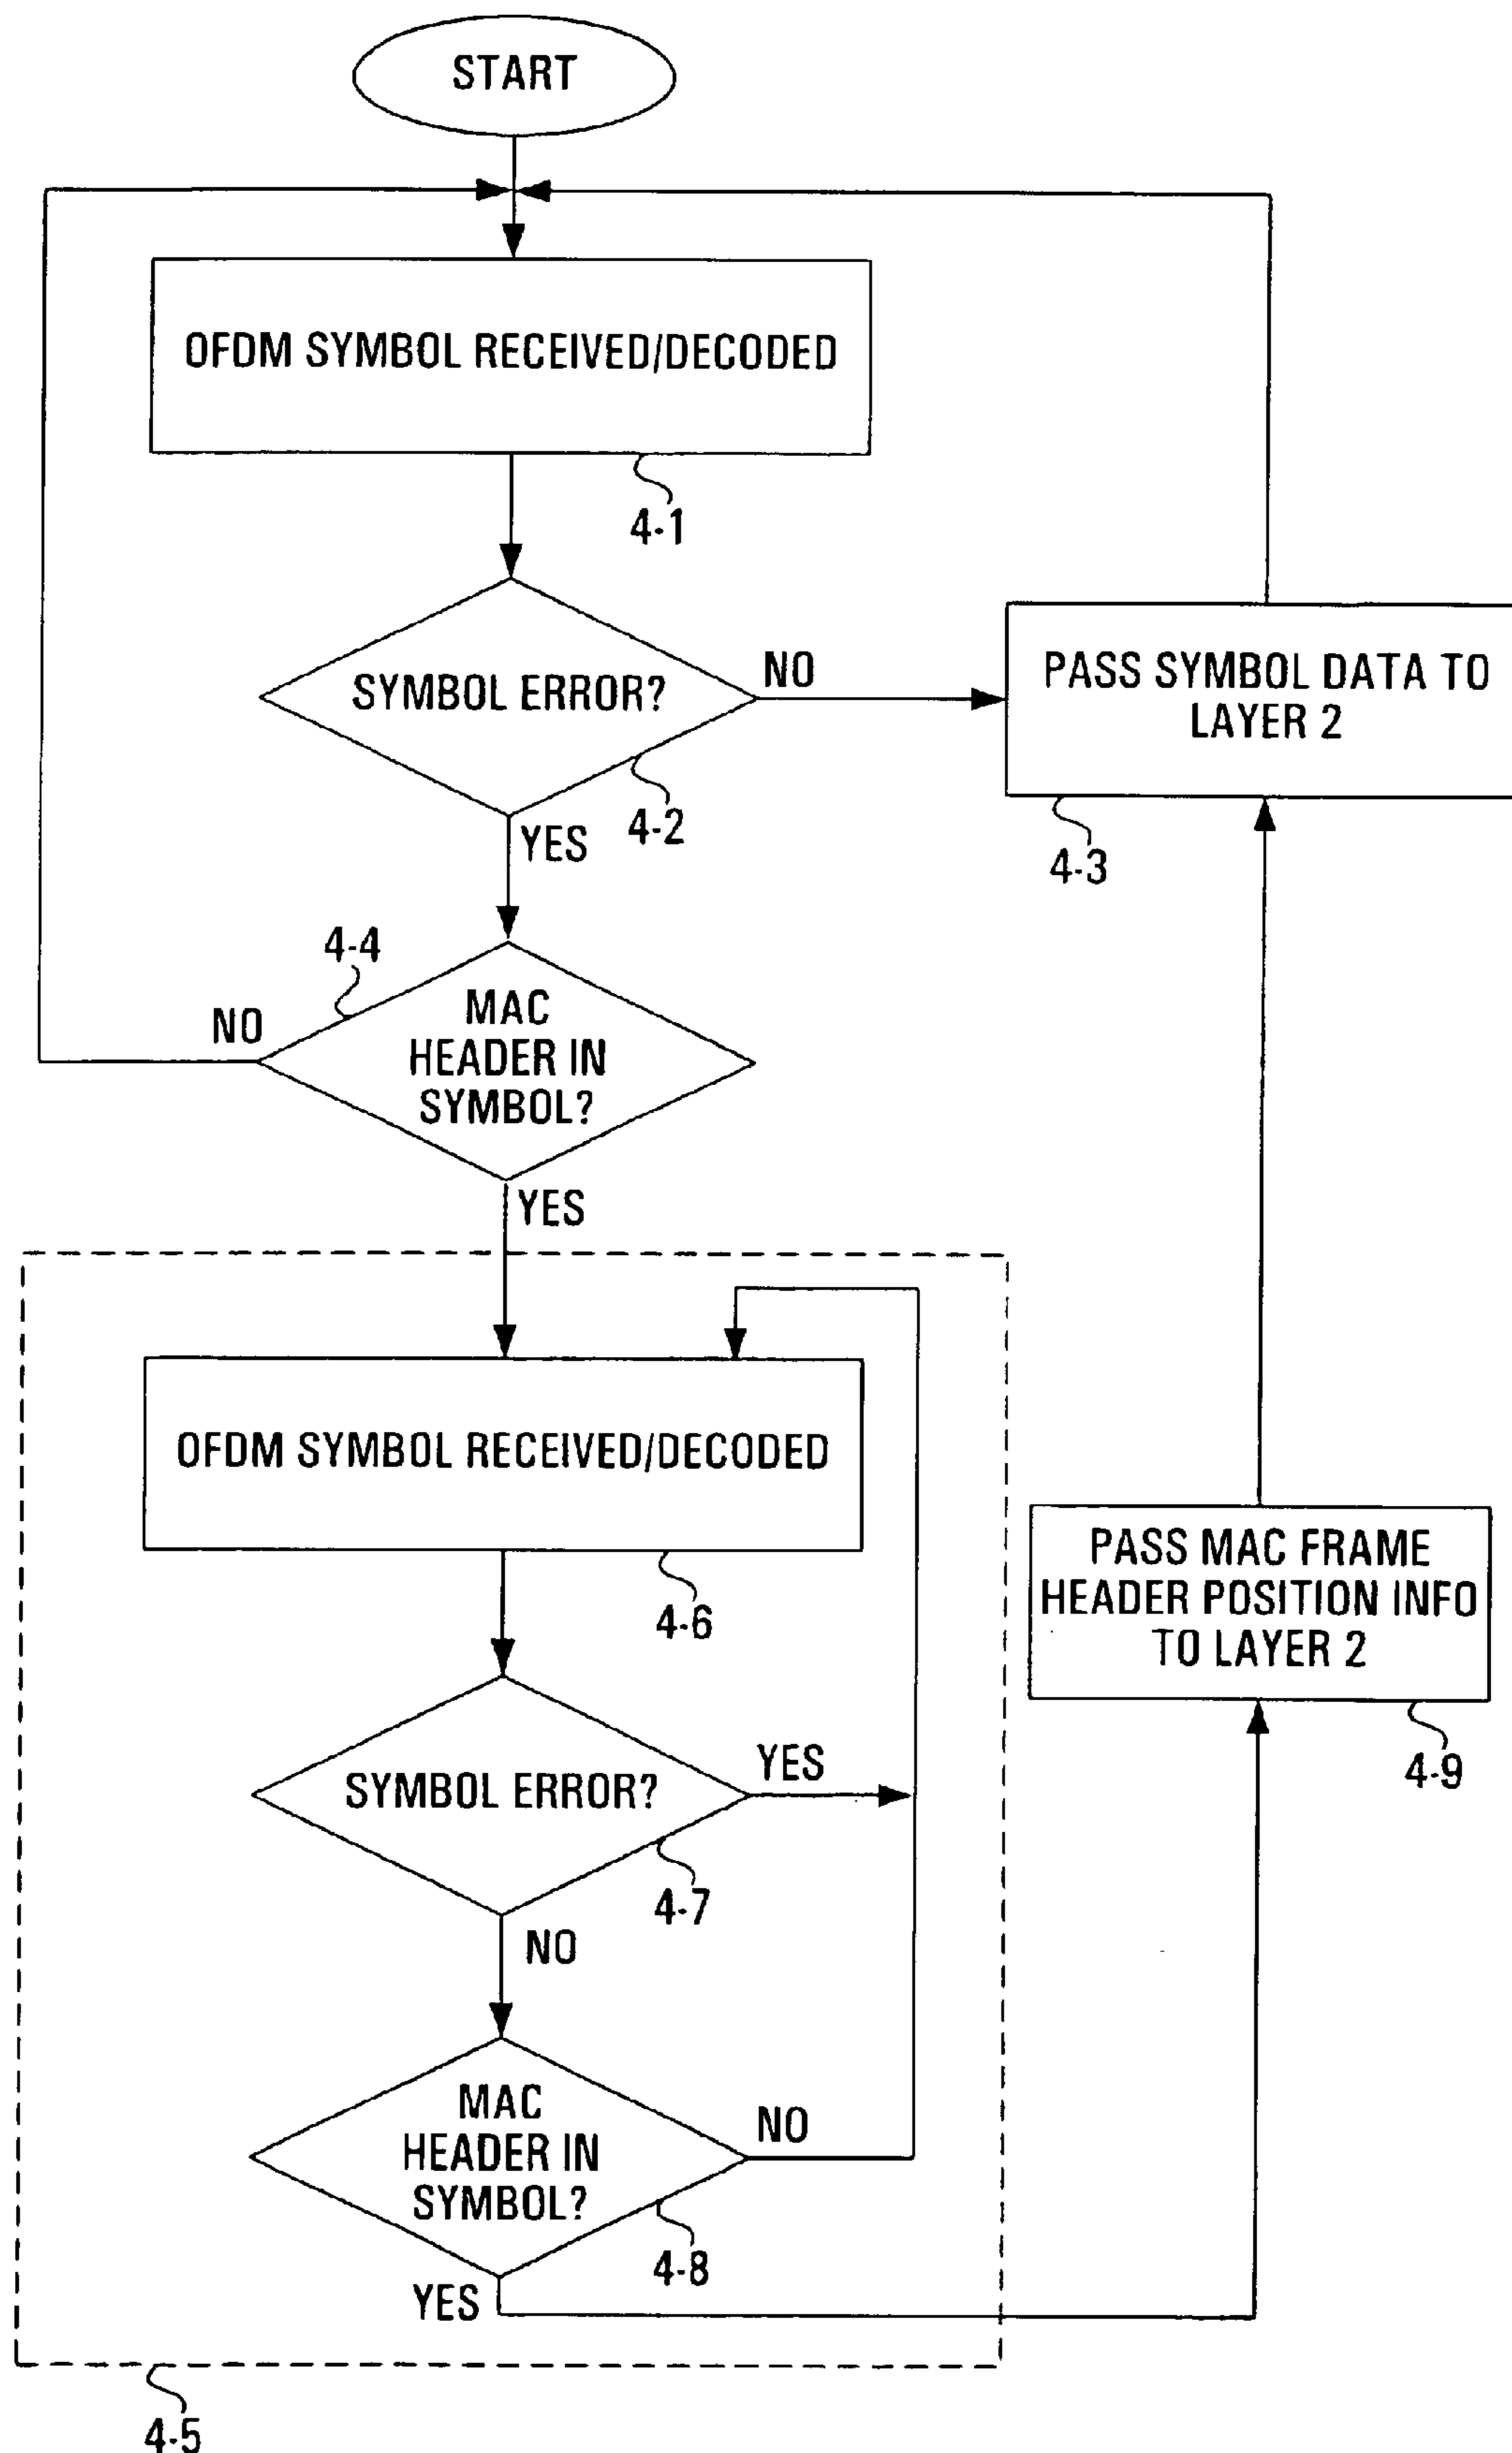 START
OFDM SYMBOL RECEIVED/DECODED
4-1
SYMBOL ERROR?
NO
YES
4-2
PASS SYMBOL DATA TO
LAYER 2
4-3
4-4
NO
MAC
HEADER IN
SYMBOL?
YES
OFDM SYMBOL RECEIVED/DECODED
4-6
SYMBOL ERROR?
YES
4-7
NO
PASS MAC FRAME
HEADER POSITION INFO
TO LAYER 2
4-9
MAC
HEADER IN
SYMBOL?
NO
4-8
YES
4-5